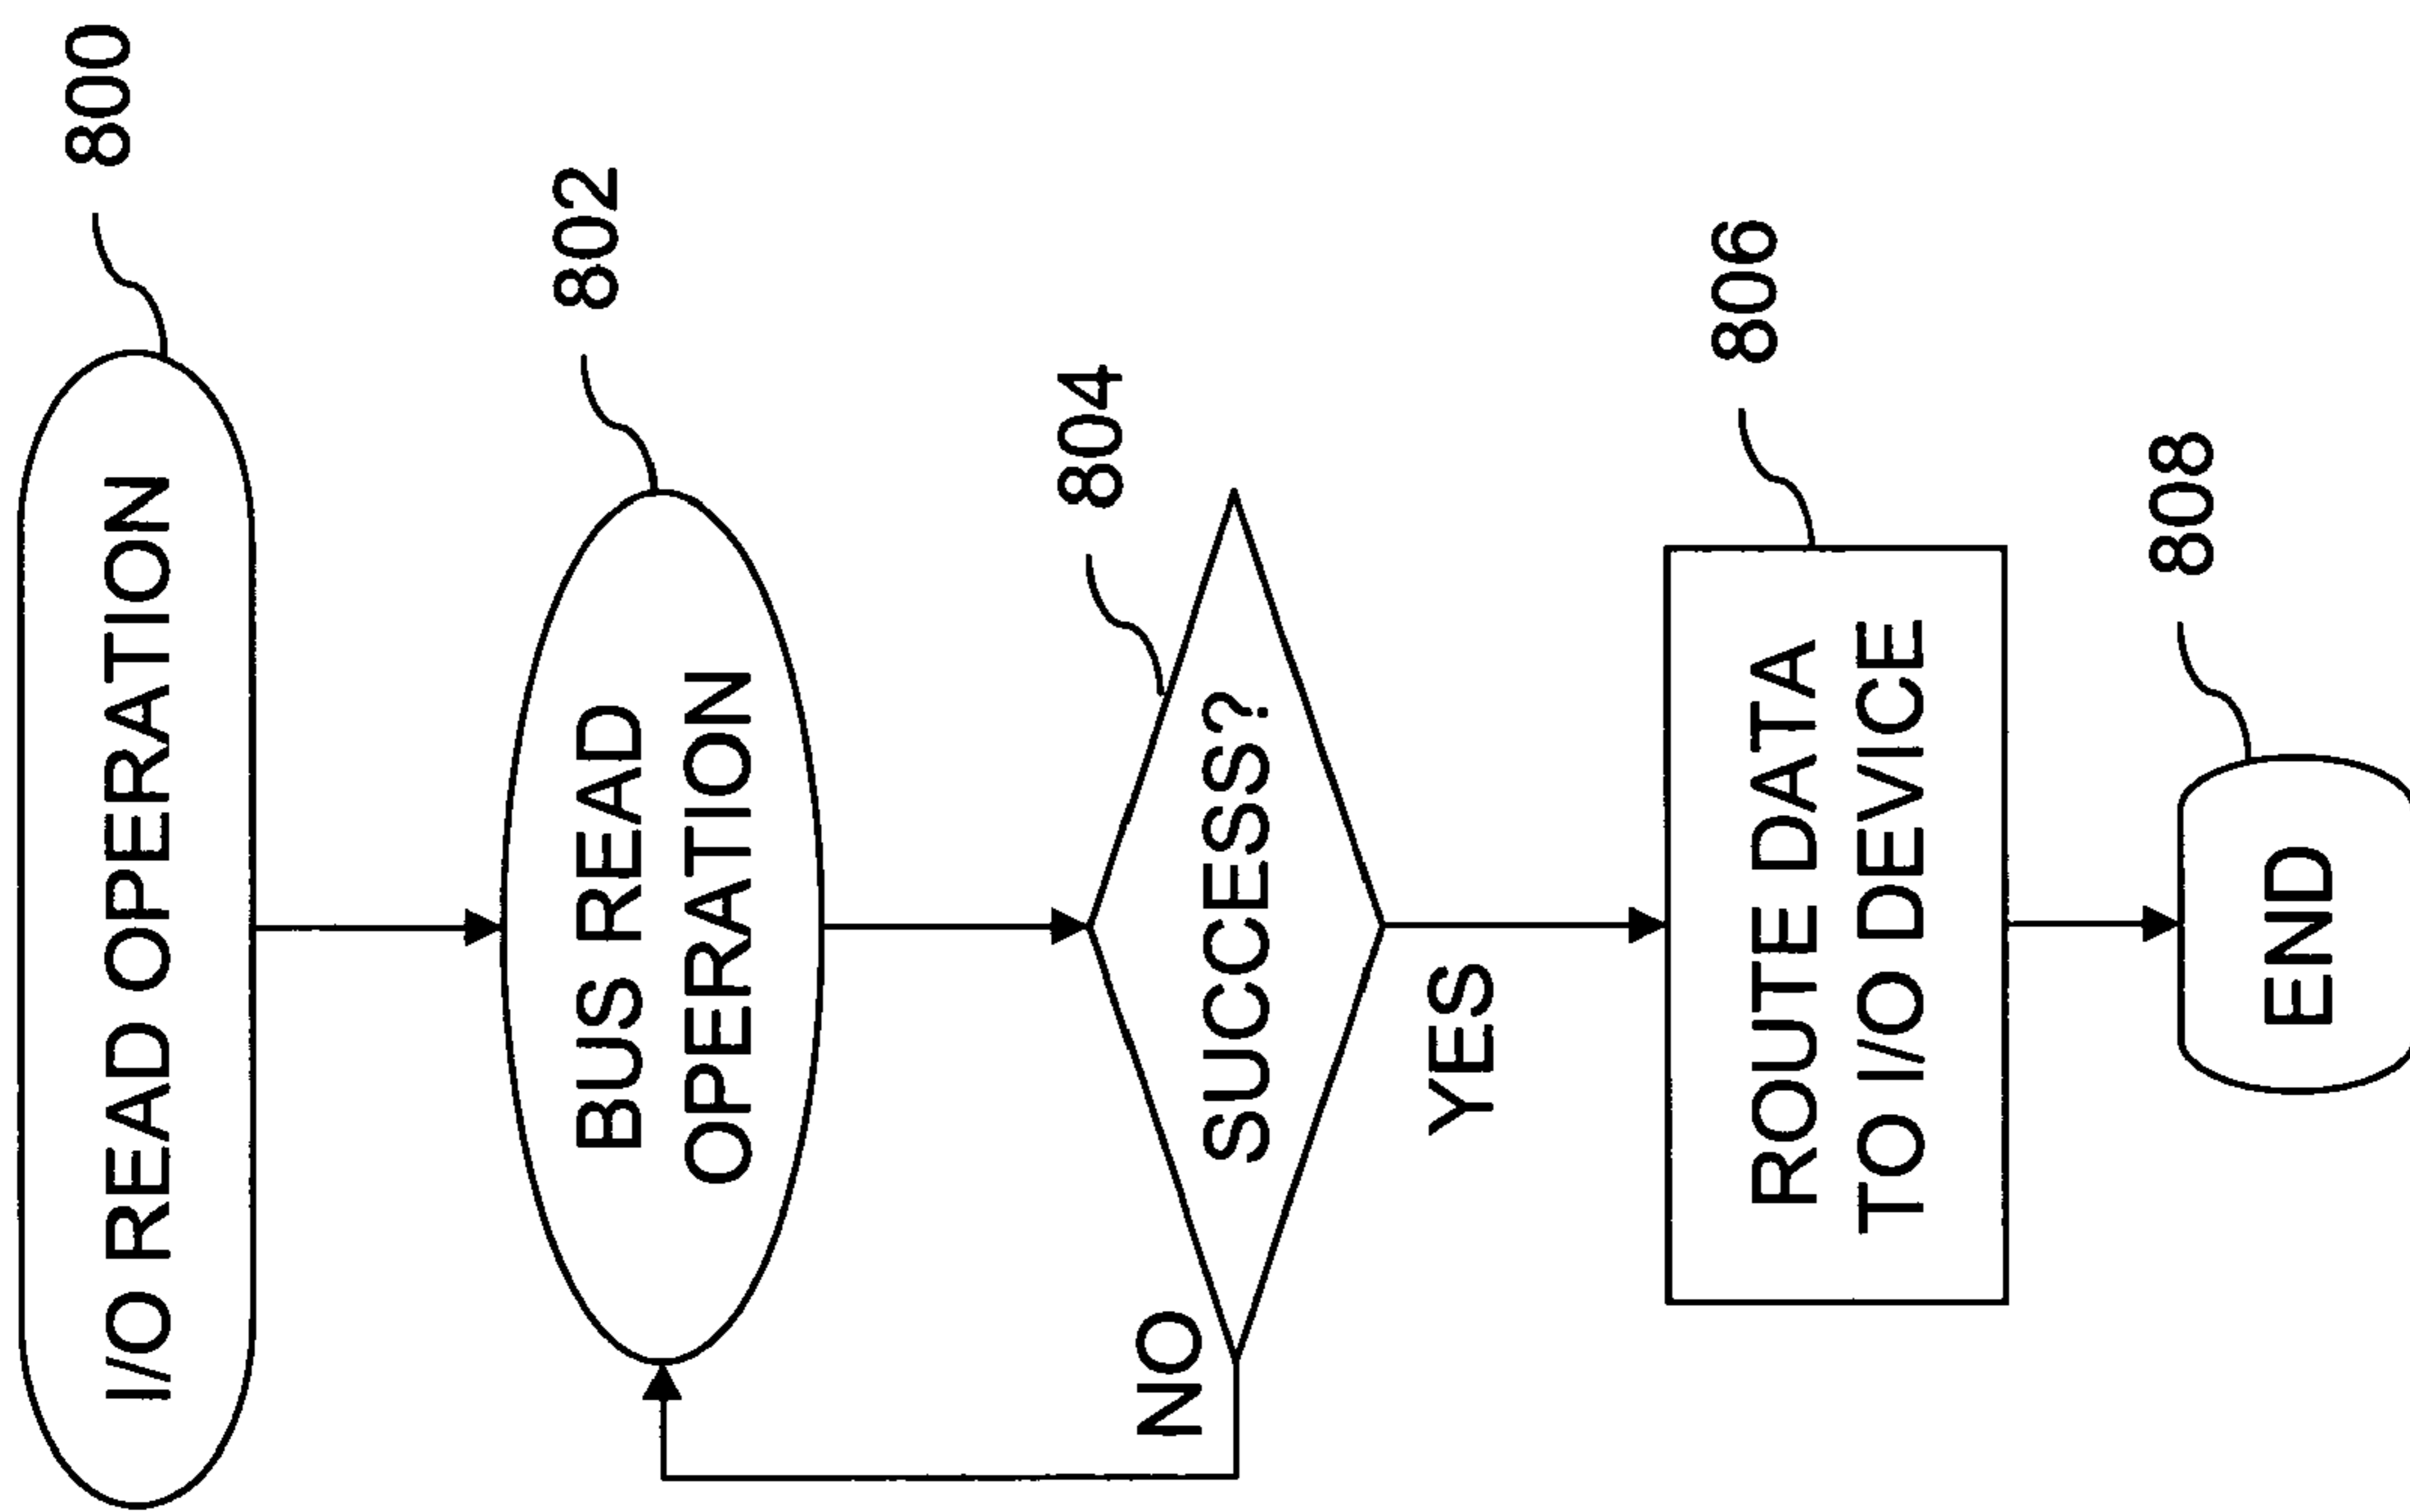 I/O READ OPERATION
800
BUS READ
OPERATION
802
SUCCESS?
804
NO
YES
ROUTE DATA
TO I/O DEVICE
806
END
808